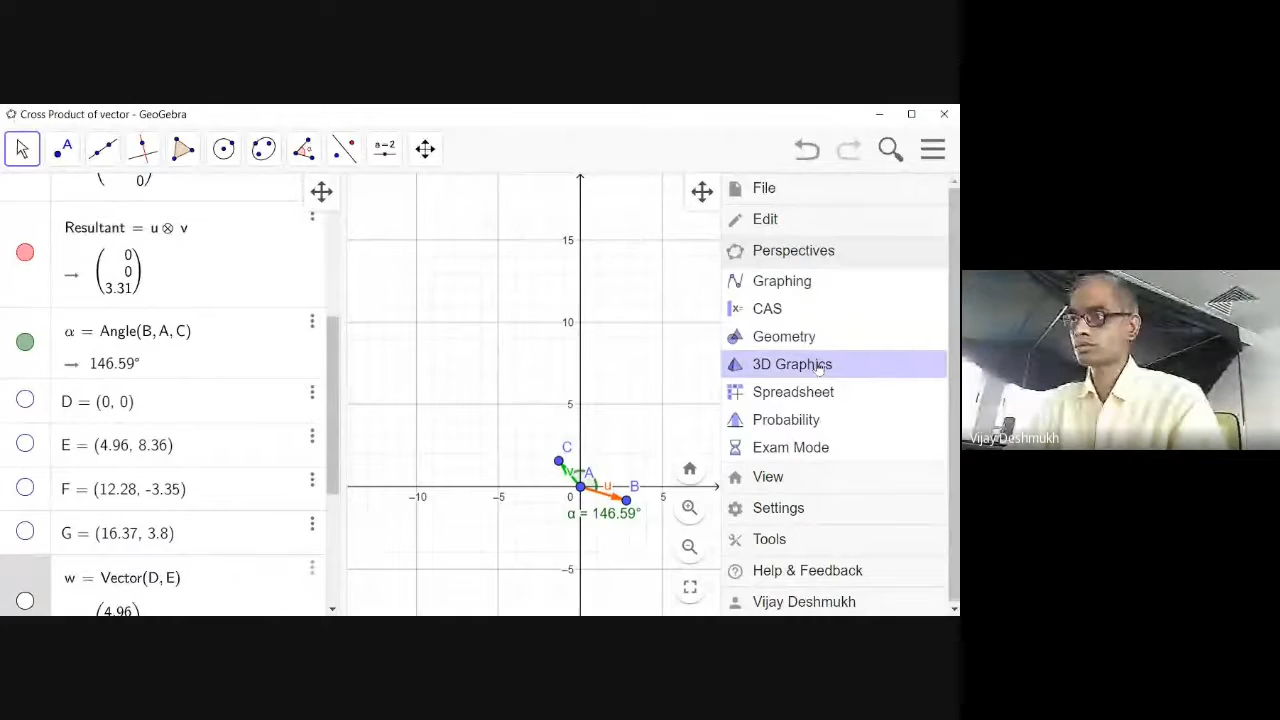 Cross Product of vector - GeoGebra
A
α
a=2
0
Resultant = u ⊗ v
→ ( 0 0 3.31 )
α = Angle(B, A, C)
→ 146.59°
D = (0, 0)
E = (4.96, 8.36)
F = (12.28, -3.35)
G = (16.37, 3.8)
w = Vector(D, E)
(4.96
15
10
5
C
v A
u B
-10 -5 0 5
α = 146.59°
-5
File
Edit
Perspectives
Graphing
x= CAS
Geometry
3D Graphics
Spreadsheet
Probability
Exam Mode
View
Settings
Tools
Help & Feedback
Vijay Deshmukh
Vijay Deshmukh